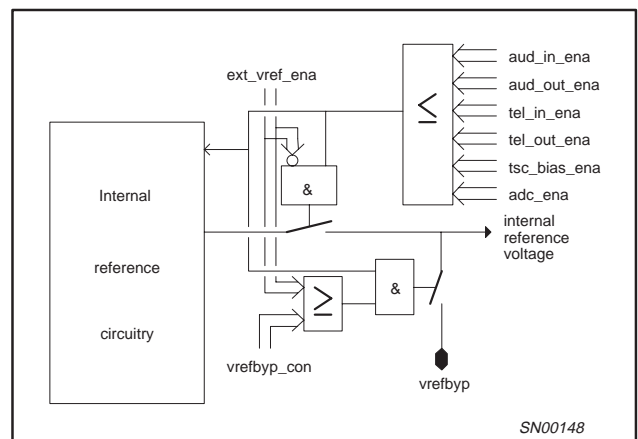 ext_vref_ena
aud_in_ena
aud_out_ena
tel_in_ena
tel_out_ena
tsc_bias_ena
adc_ena
≤
Internal
reference
circuitry
&
internal
reference
voltage
≥
&
vrefbyp_con
vrefbyp
SN00148